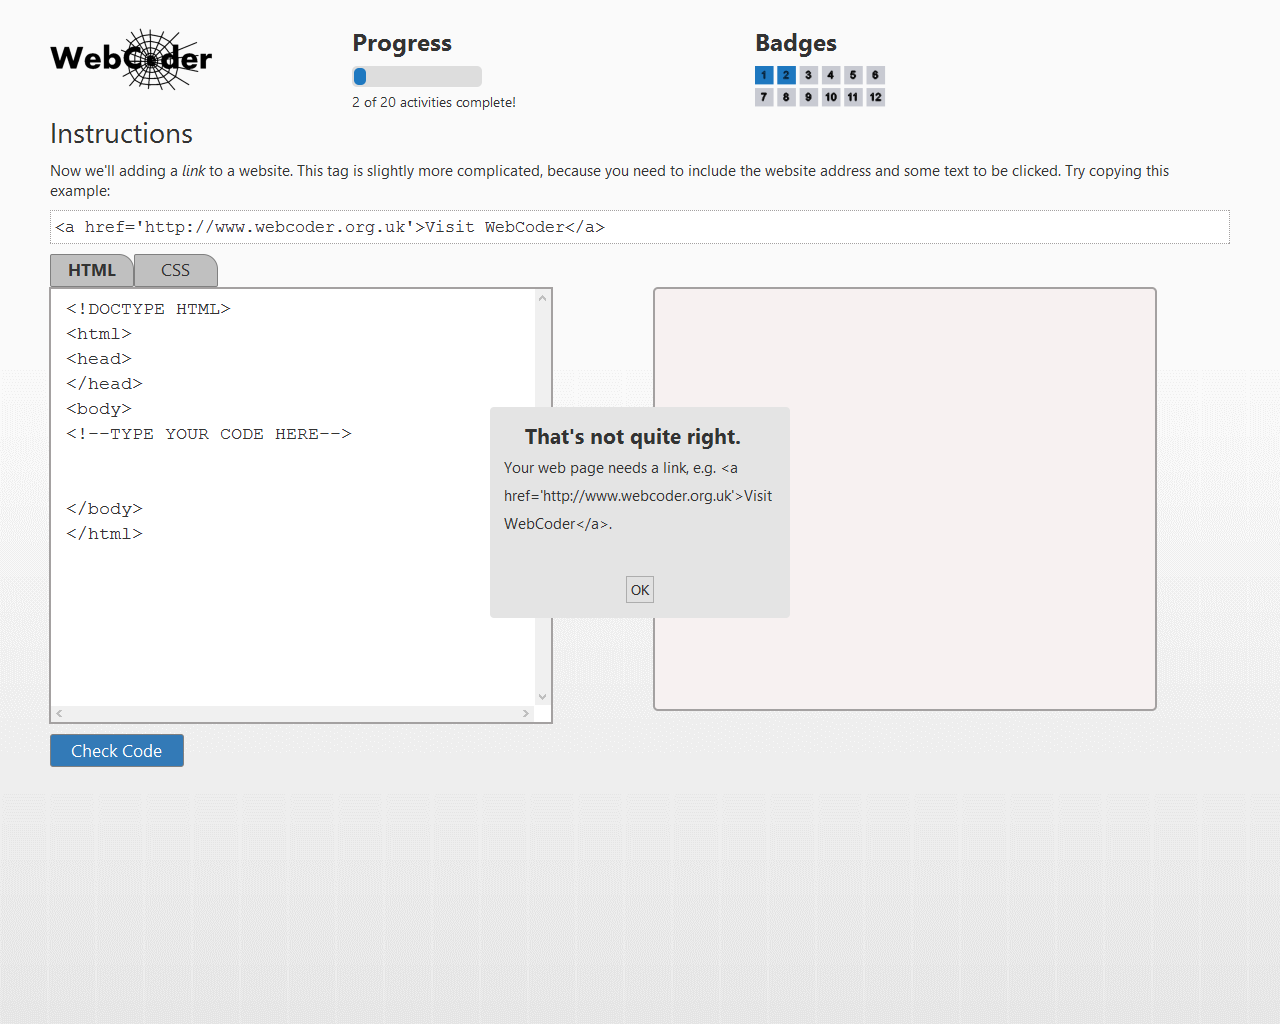 WebCoder
Progress
2 of 20 activities complete!
Badges
1 2 3 4 5 6
7 8 9 10 11 12
Instructions
Now we'll adding a link to a website. This tag is slightly more complicated, because you need to include the website address and some text to be clicked. Try copying this
example:
<a href='http://www.webcoder.org.uk'>Visit WebCoder</a>
HTML CSS
<!DOCTYPE HTML>
<html>
<head>
</head>
<body>
<!--TYPE YOUR CODE HERE-->
</body>
</html>
That's not quite right.
Your web page needs a link, e.g. <a
href='http://www.webcoder.org.uk'>Visit
WebCoder</a>.
OK
Check Code